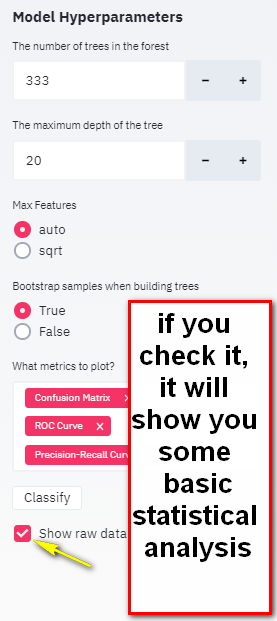 Model Hyperparameters
The number of trees in the forest
333 − +
The maximum depth of the tree
20 − +
Max Features
auto
sqrt
Bootstrap samples when building trees
True
False
What metrics to plot?
Confusion Matrix
ROC Curve ×
Precision-Recall
Classify
Show raw data
if you
check it,
it will
show you
some
basic
statistical
analysis